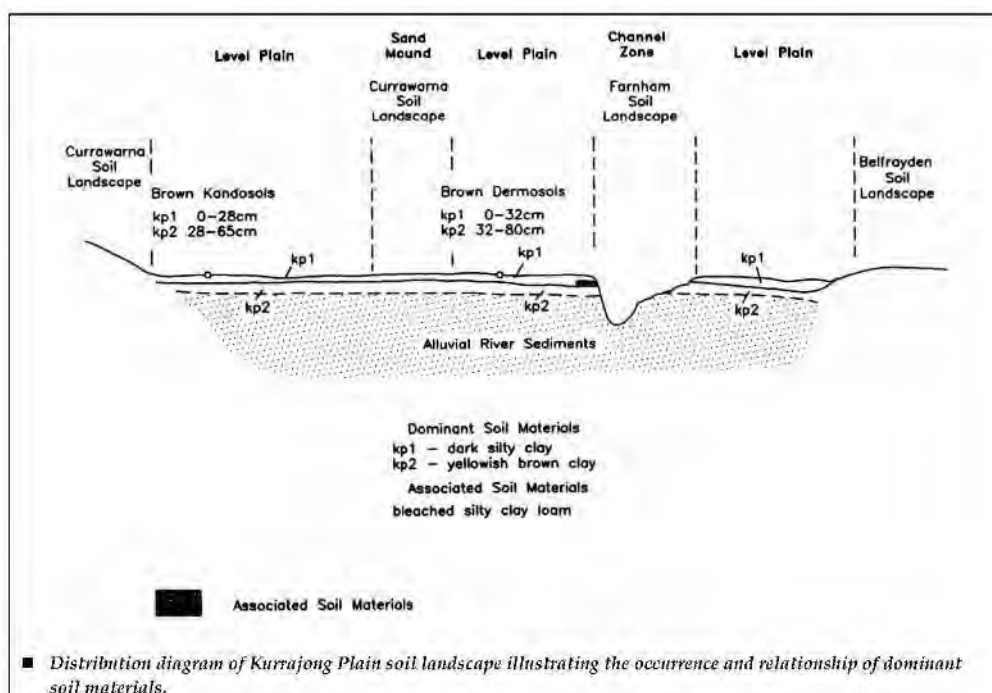 Level Plain
Sand
Mound
Level Plain
Channel
Zone
Level Plain
Currawarna
Soil
Landscape
Farnham
Soil
Landscape
Currawarna
Soil
Landscape
Belfrayden
Soil
Landscape
Brown Kandosols
kp1 0–28cm
kp2 28–65cm
Brown Dermosols
kp1 0–32cm
kp2 32–80cm
kp1
kp1
kp1
kp2
kp2
kp2
Alluvial River Sediments
Dominant Soil Materials
kp1 – dark silty clay
kp2 – yellowish brown clay
Associated Soil Materials
bleached silty clay loam
Associated Soil Materials
■ Distribution diagram of Kurrajong Plain soil landscape illustrating the occurrence and relationship of dominant
soil materials.